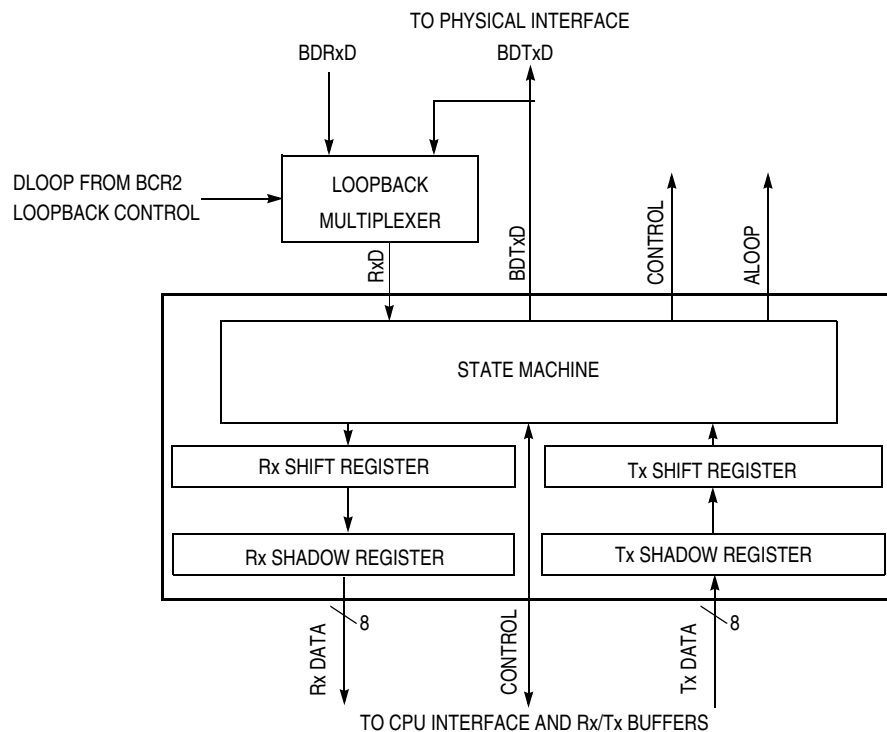 TO PHYSICAL INTERFACE
BDRxD
BDTxD
DLOOP FROM BCR2
LOOPBACK CONTROL
LOOPBACK
MULTIPLEXER
RxD
BDTxD
CONTROL
ALOOP
STATE MACHINE
Rx SHIFT REGISTER
Tx SHIFT REGISTER
Rx SHADOW REGISTER
Tx SHADOW REGISTER
8
8
Rx DATA
CONTROL
Tx DATA
TO CPU INTERFACE AND Rx/Tx BUFFERS